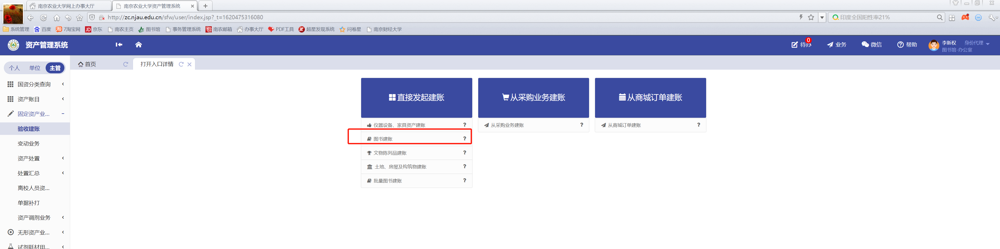 南京农业大学网上办事大厅
南京农业大学资产管理系统
http://zc.njau.edu.cn/sfw/user/index.jsp?_t=1620475316080
印度全国阳性率21%
系统管理 百度 7淘宝网 京东 南农主页 图书馆 事务管理系统 南农邮箱 办事大厅 PDF工具 超星发现系统 问卷星 南京财经大学
资产管理系统
0
待办 业务 微信 帮助
李新权 身份代理
图书馆-办公室
个人 单位 主管
首页
打开入口详情
国资分类查询
资产账目
固定资产业...
验收建账
变动业务
资产处置
处置汇总
离校人员资...
单据补打
资产调剂业务
无形资产业...
试剂耗材用...
直接发起建账
仪器设备、家具资产建账 ?
图书建账 ?
文物陈列品建账 ?
土地、房屋及构筑物建账 ?
批量图书建账 ?
从采购业务建账
从采购业务建账 ?
从商城订单建账
从商城订单建账 ?